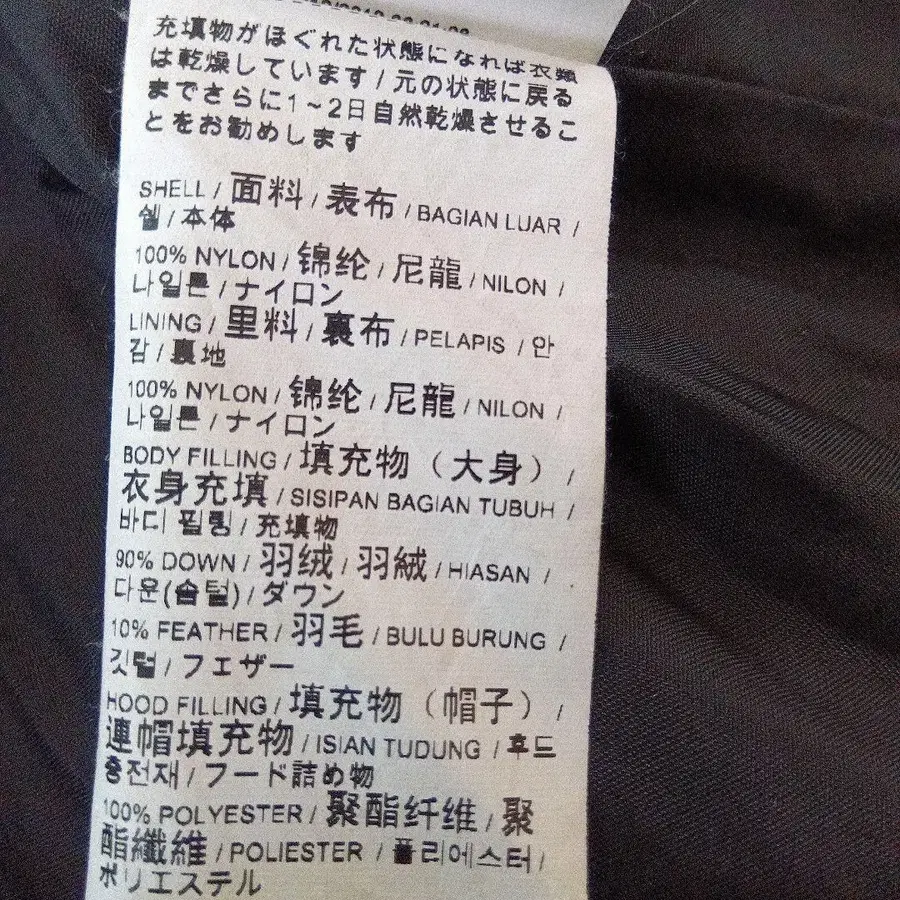 充填物がほぐれた状態になれば衣類
は乾燥しています/元の状態に戻る
までさらに1~2日自然乾燥させるこ
とをお勧めします
SHELL / 面料 / 表布 / BAGIAN LUAR /
쉘 / 本体
100% NYLON / 锦纶 / 尼龍 / NILON /
나일론 / ナイロン
LINING / 里料 / 裏布 / PELAPIS / 안
감 / 裏地
100% NYLON / 锦纶 / 尼龍 / NILON /
나일론 / ナイロン
BODY FILLING / 填充物（大身） /
衣身充填 / SISIPAN BAGIAN TUBUH /
바디 필링 / 充填物
90% DOWN / 羽绒 / 羽絨 / HIASAN /
다운(솜털) / ダウン
10% FEATHER / 羽毛 / BULU BURUNG /
깃털 / フェザー
HOOD FILLING / 填充物（帽子） /
連帽填充物 / ISIAN TUDUNG / 후드
충전재 / フード詰め物
100% POLYESTER / 聚酯纤维 / 聚
酯纖維 / POLIESTER / 폴리에스터 /
ポリエステル